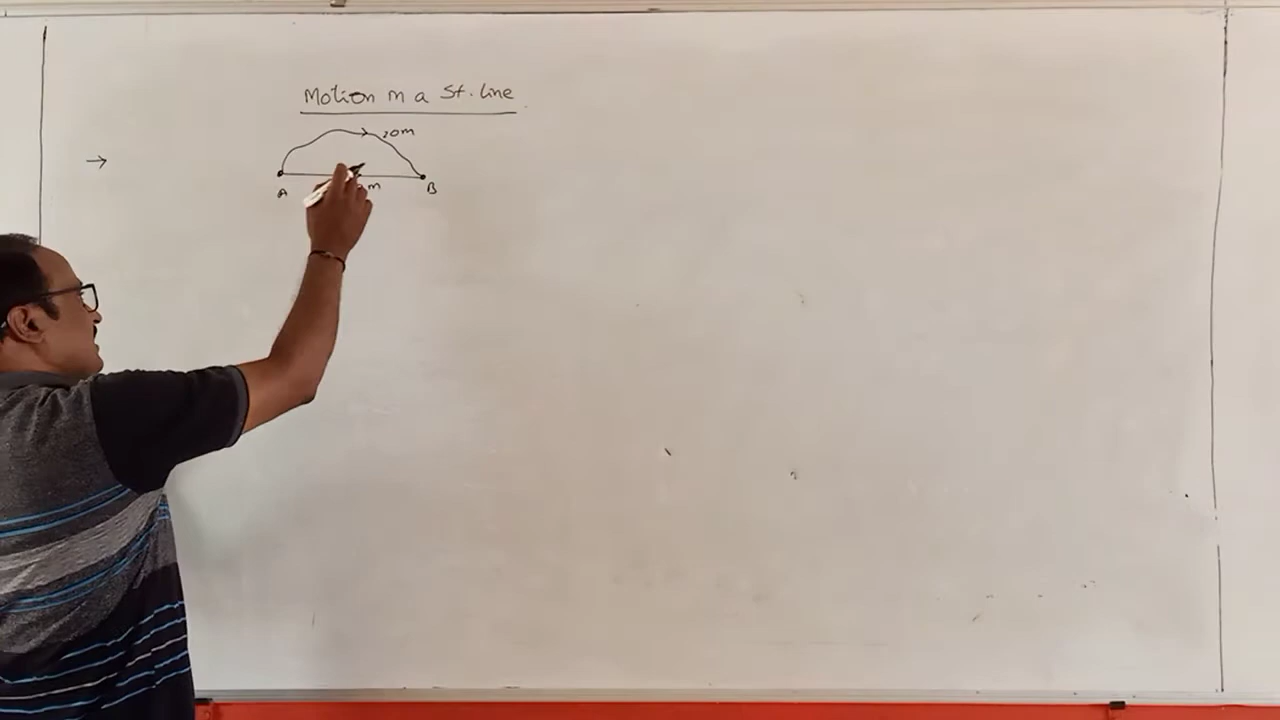 Motion in a St. line
→ 20m
A m B